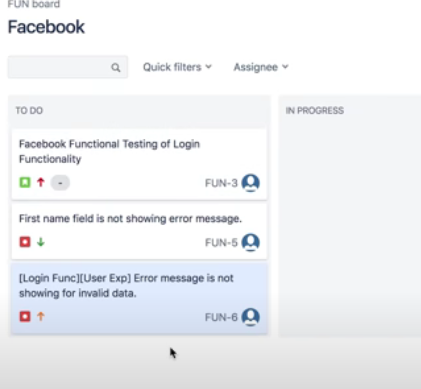 FUN board
Facebook
Quick filters
Assignee
TO DO
IN PROGRESS
Facebook Functional Testing of Login
Functionality
-
FUN-3
First name field is not showing error message.
FUN-5
[Login Func][User Exp] Error message is not
showing for invalid data.
FUN-6